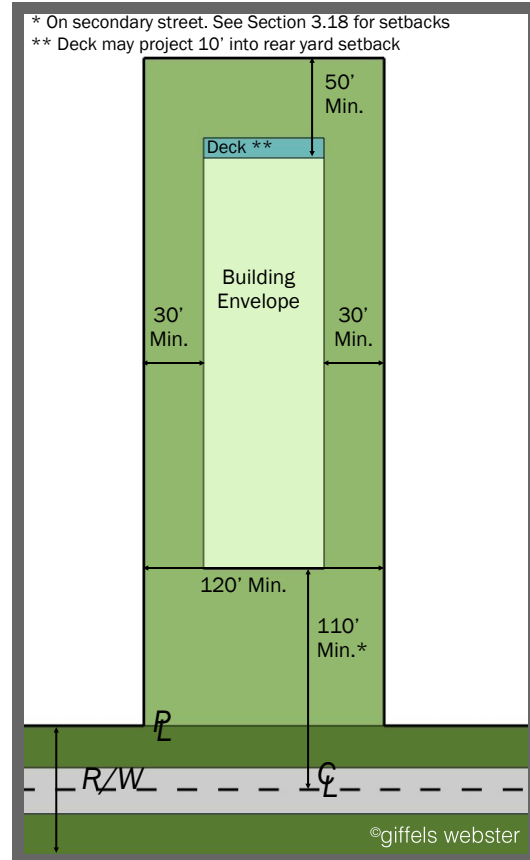 * On secondary street. See Section 3.18 for setbacks
** Deck may project 10’ into rear yard setback
50’
Min.
Deck **
Building
Envelope
30’
Min.
30’
Min.
120’ Min.
110’
Min.*
PL
R/W
CL
©giffels webster